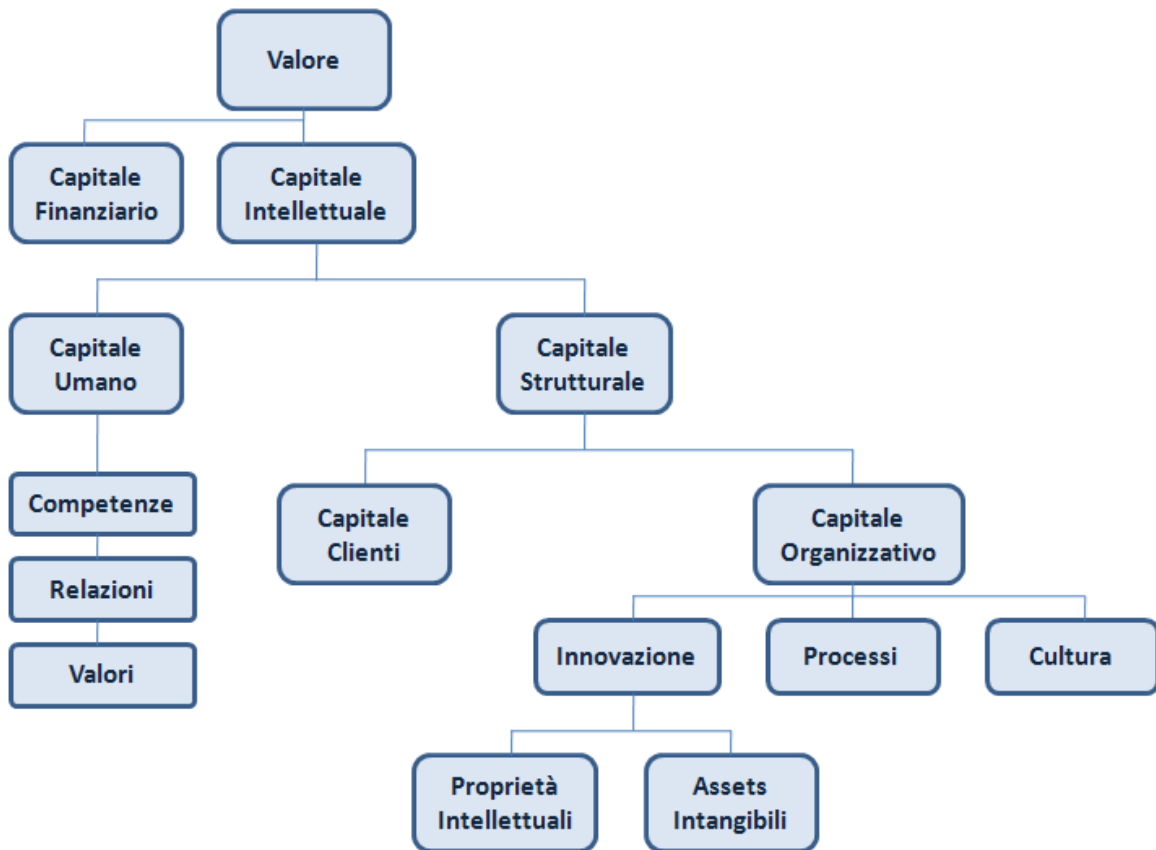 Valore
Capitale
Finanziario
Capitale
Intellettuale
Capitale
Umano
Capitale
Strutturale
Competenze
Relazioni
Valori
Capitale
Clienti
Capitale
Organizzativo
Innovazione
Processi
Cultura
Proprietà
Intellettuali
Assets
Intangibili